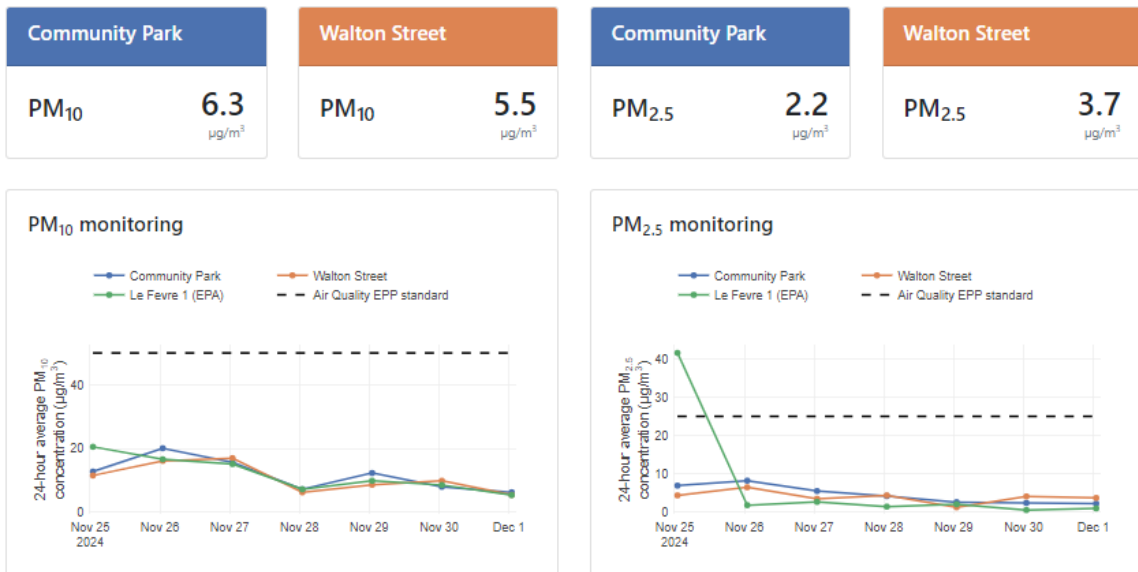 Community Park
Walton Street
Community Park
Walton Street
PM₁₀ 6.3
µg/m³
PM₁₀ 5.5
µg/m³
PM₂.₅ 2.2
µg/m³
PM₂.₅ 3.7
µg/m³
PM₁₀ monitoring
Community Park
Walton Street
Le Fevre 1 (EPA)
Air Quality EPP standard
24-hour average PM₁₀
concentration (µg/m³)
40
20
0
Nov 25
2024
Nov 26
Nov 27
Nov 28
Nov 29
Nov 30
Dec 1
PM₂.₅ monitoring
Community Park
Walton Street
Le Fevre 1 (EPA)
Air Quality EPP standard
24-hour average PM₂.₅
concentration (µg/m³)
40
30
20
10
0
Nov 25
2024
Nov 26
Nov 27
Nov 28
Nov 29
Nov 30
Dec 1